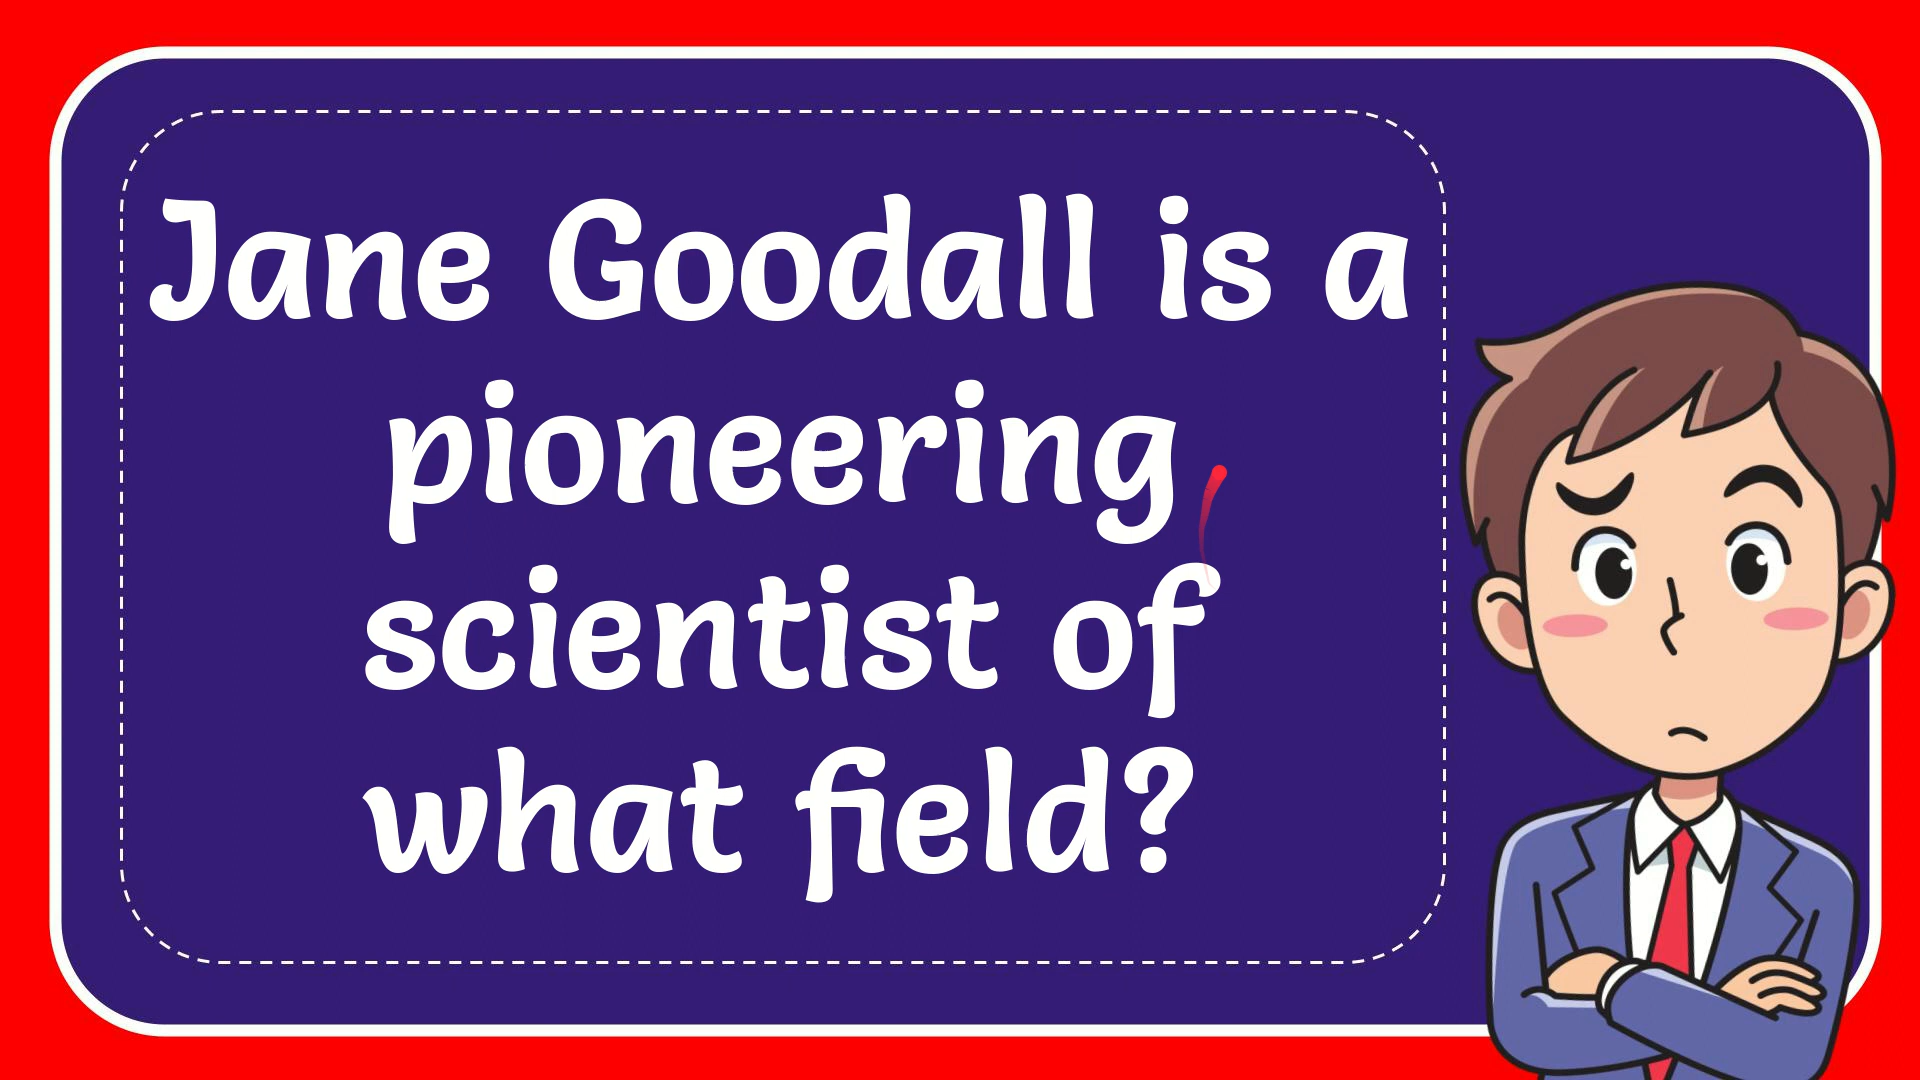 Jane Goodall is a
pioneering
scientist of
what field?